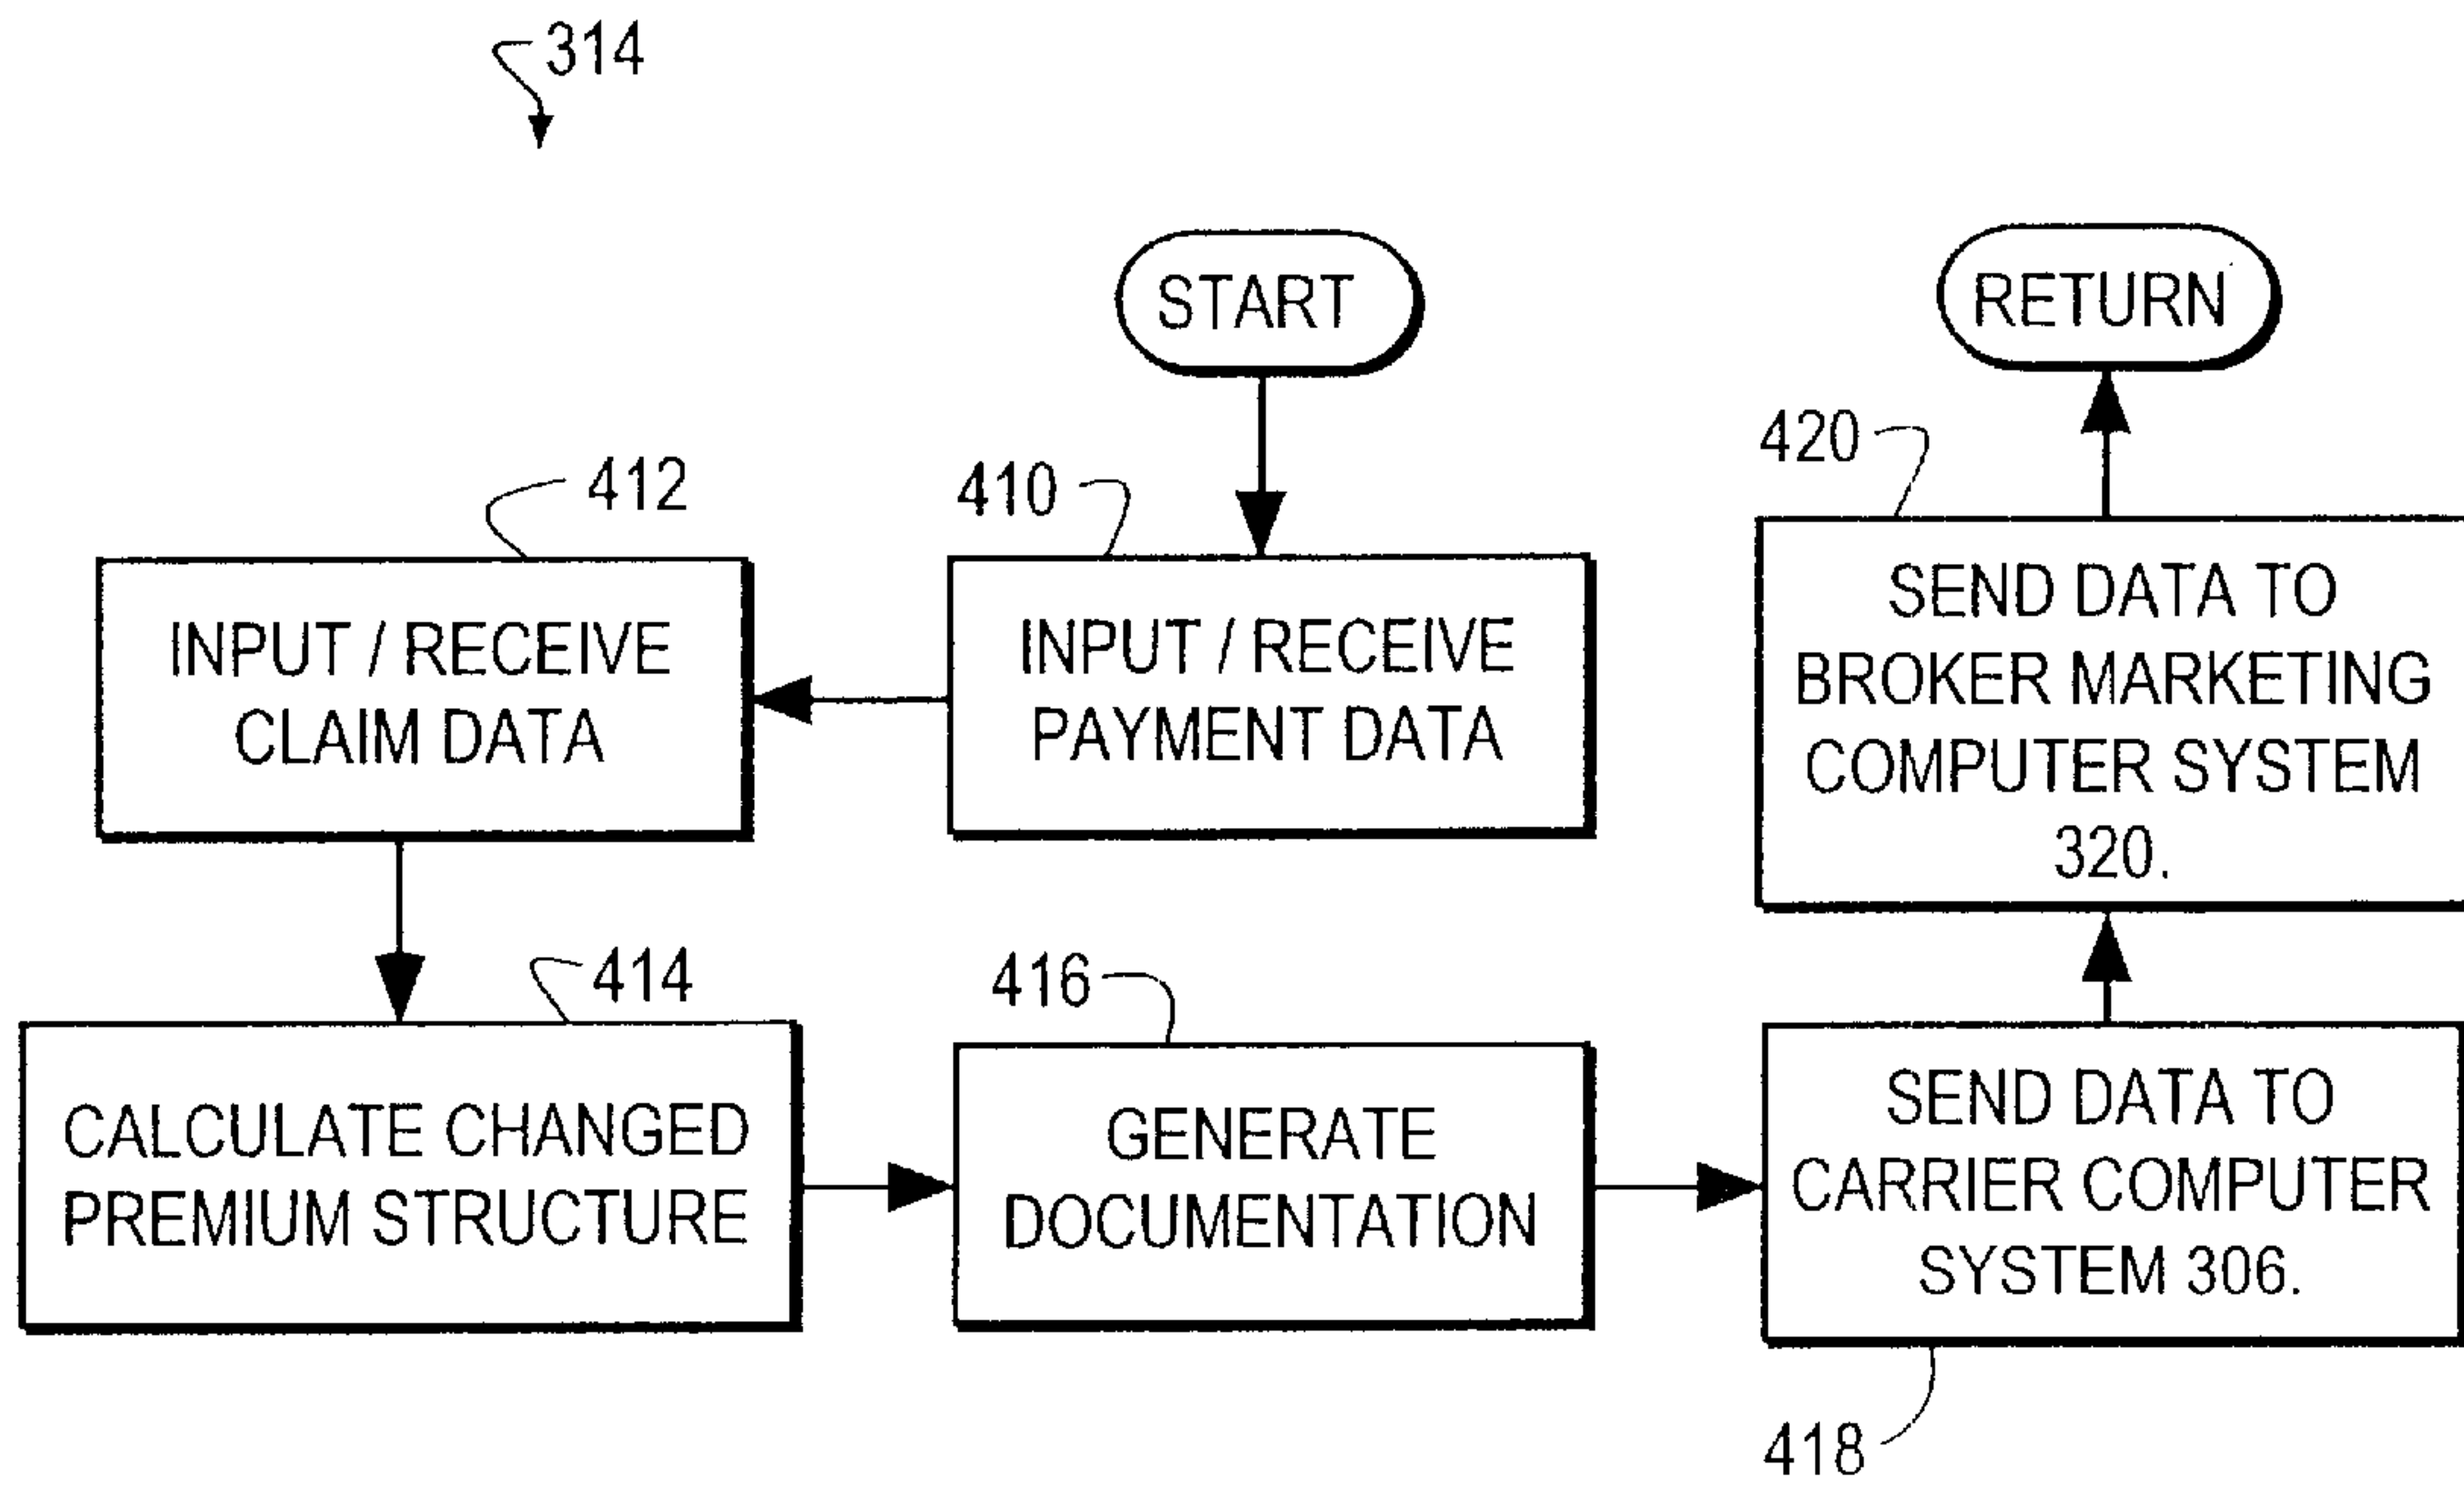 314
START
RETURN
412
410
420
INPUT / RECEIVE
CLAIM DATA
INPUT / RECEIVE
PAYMENT DATA
SEND DATA TO
BROKER MARKETING
COMPUTER SYSTEM
320.
414
416
CALCULATE CHANGED
PREMIUM STRUCTURE
GENERATE
DOCUMENTATION
SEND DATA TO
CARRIER COMPUTER
SYSTEM 306.
418